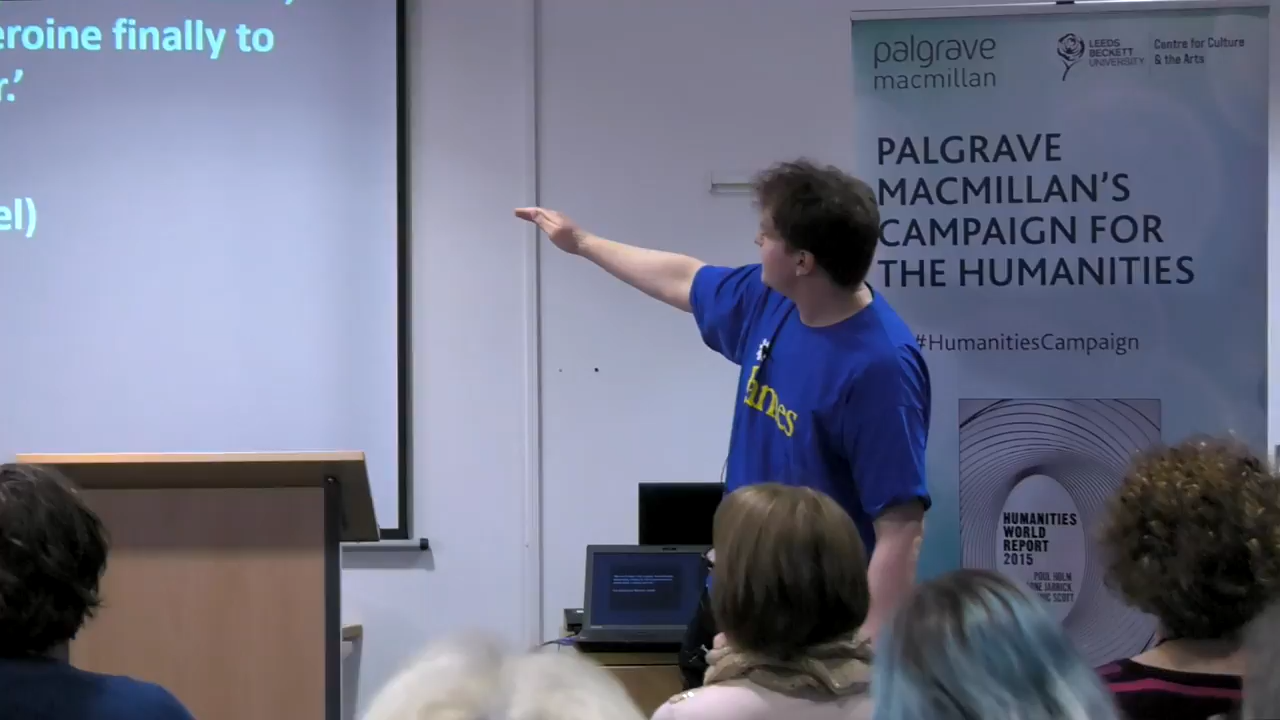 eroine finally to
r.'
el)
palgrave
macmillan
LEEDS
BECKETT
UNIVERSITY
Centre for Culture
& the Arts
PALGRAVE
MACMILLAN'S
CAMPAIGN FOR
THE HUMANITIES
#HumanitiesCampaign
HUMANITIES
WORLD
REPORT
2015
POUL HOLM
SCOTT